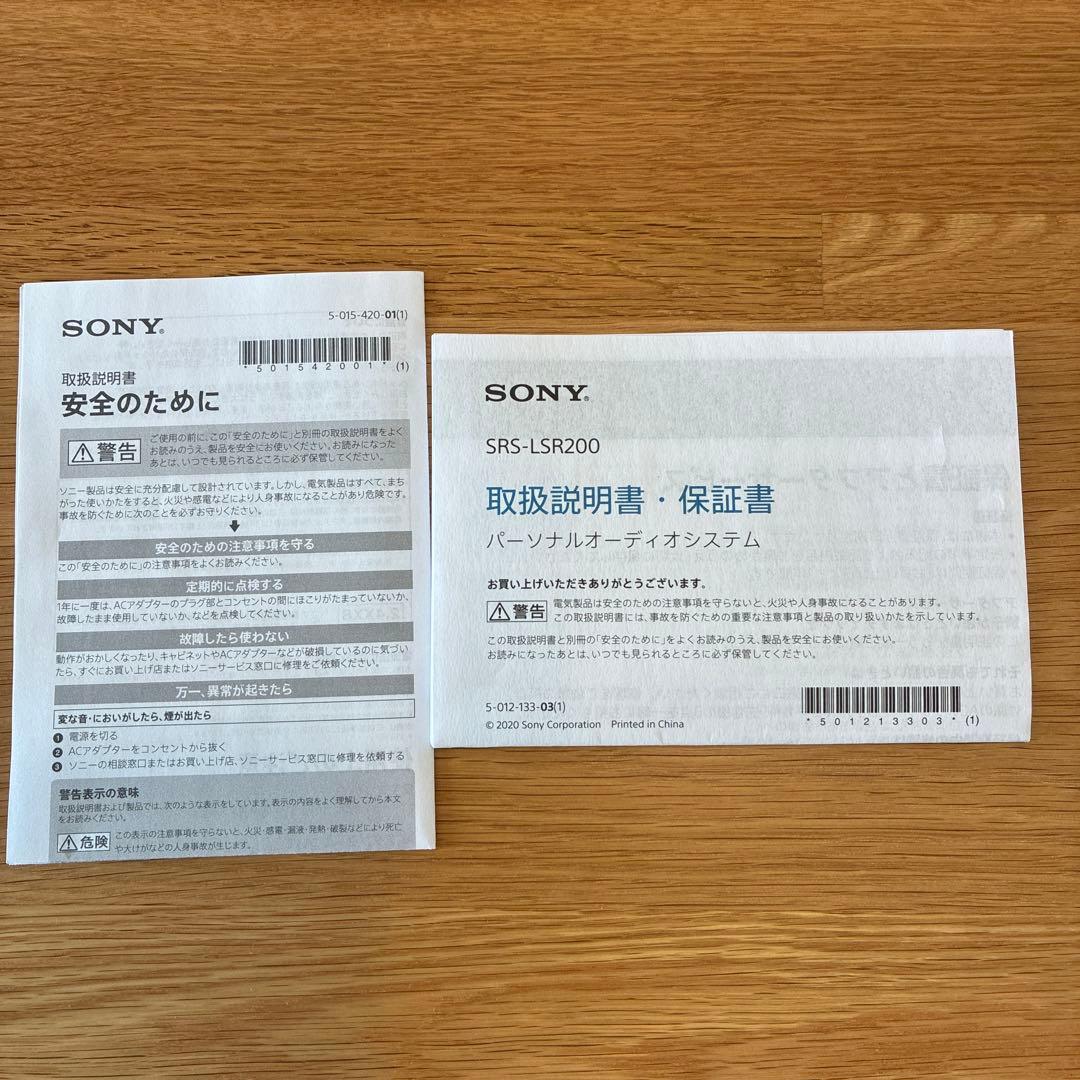 SONY®
5-015-420-01(1)
*501542001* (1)
取扱説明書
安全のために
警告
ご使用の前に、この「安全のために」と別冊の取扱説明書をよく
お読みのうえ、製品を安全にお使いください。お読みになった
あとは、いつでも見られるところに必ず保管してください。
ソニー製品は安全に充分配慮して設計されています。しかし、電気製品はすべて、まち
がった使いかたをすると、火災や感電などにより人身事故になることがあり危険です。
事故を防ぐために次のことを必ずお守りください。
安全のための注意事項を守る
この「安全のために」の注意事項をよくお読みください。
定期的に点検する
1年に一度は、ACアダプターのプラグ部とコンセントの間にほこりがたまっていないか、
故障したまま使用していないか、などを点検してください。
故障したら使わない
動作がおかしくなったり、キャビネットやACアダプターなどが破損しているのに気づい
たら、すぐにお買い上げ店またはソニーサービス窓口に修理をご依頼ください。
万一、異常が起きたら
変な音・においがしたら、煙が出たら
❶ 電源を切る
❷ ACアダプターをコンセントから抜く
❸ ソニーの相談窓口またはお買い上げ店、ソニーサービス窓口に修理を依頼する
警告表示の意味
取扱説明書および製品では、次のような表示をしています。表示の内容をよく理解してから本文
をお読みください。
危険
この表示の注意事項を守らないと、火災・感電・漏液・発熱・破裂などにより死亡
や大けがなどの人身事故が生じます。
SONY®
SRS-LSR200
取扱説明書・保証書
パーソナルオーディオシステム
お買い上げいただきありがとうございます。
警告
電気製品は安全のための注意事項を守らないと、火災や人身事故になることがあります。
この取扱説明書には、事故を防ぐための重要な注意事項と製品の取り扱いかたを示しています。
この取扱説明書と別冊の「安全のために」をよくお読みのうえ、製品を安全にお使いください。
お読みになったあとは、いつでも見られるところに必ず保管してください。
5-012-133-03(1)
© 2020 Sony Corporation Printed in China
*501213303* (1)